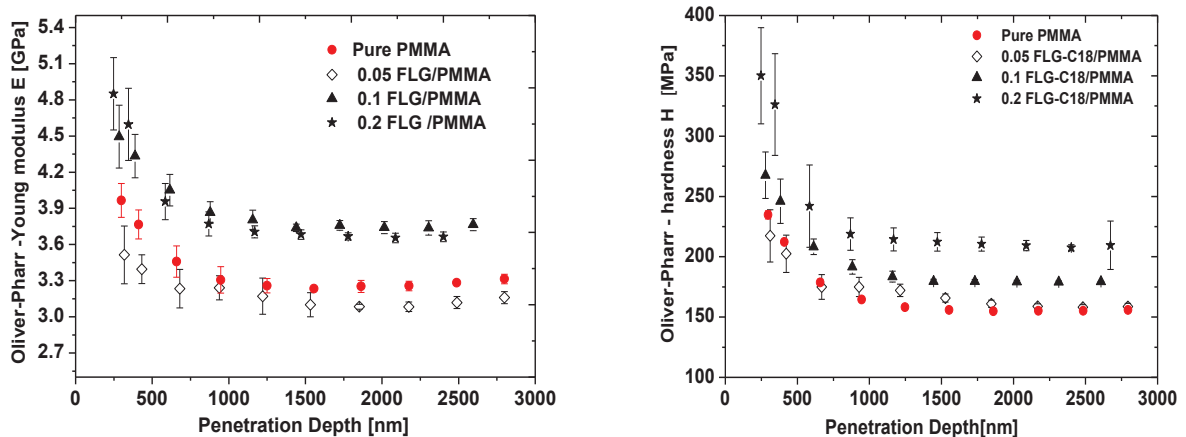 Oliver-Pharr -Young modulus E [GPa]
5.4
5.1
4.8
4.5
4.2
3.9
3.6
3.3
3.0
2.7
Pure PMMA
0.05 FLG/PMMA
0.1 FLG/PMMA
0.2 FLG /PMMA
0 500 1000 1500 2000 2500 3000
Penetration Depth [nm]
Oliver-Pharr - hardness H [MPa]
400
350
300
250
200
150
100
Pure PMMA
0.05 FLG-C18/PMMA
0.1 FLG-C18/PMMA
0.2 FLG-C18/PMMA
0 500 1000 1500 2000 2500 3000
Penetration Depth[nm]